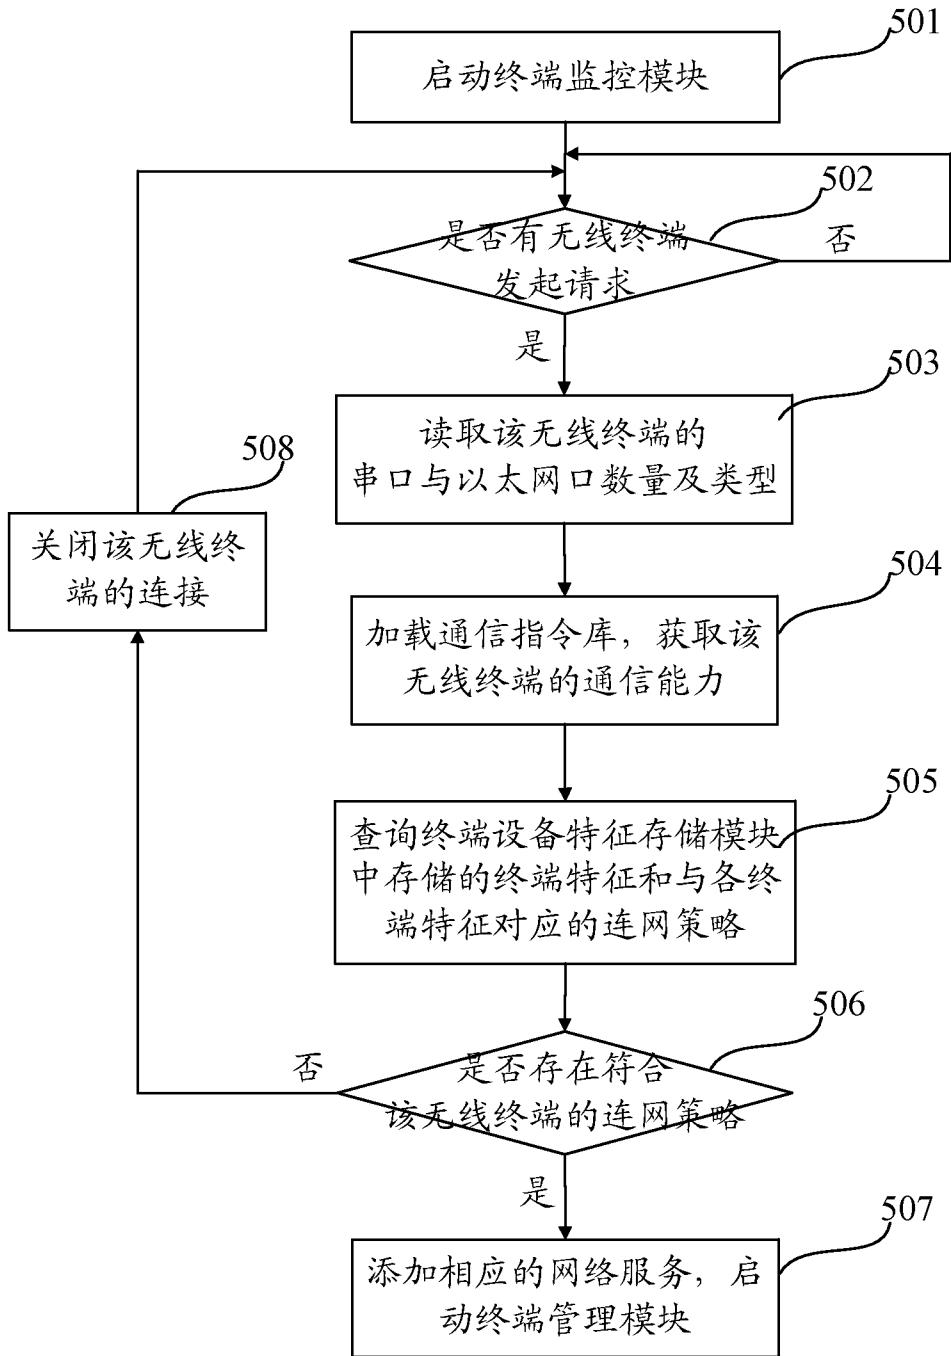 501
启动终端监控模块
502
是否有无线终端
发起请求
否
是
503
读取该无线终端的
串口与以太网口数量及类型
508
关闭该无线终
端的连接
504
加载通信指令库，获取该
无线终端的通信能力
505
查询终端设备特征存储模块
中存储的终端特征和与各终
端特征对应的连网策略
506
否
是否存在符合
该无线终端的连网策略
是
507
添加相应的网络服务，启
动终端管理模块